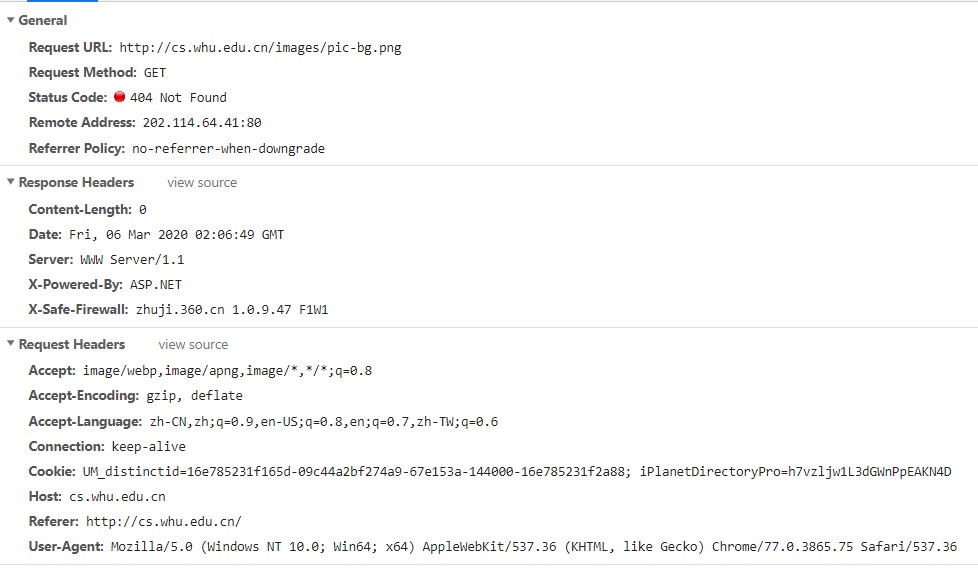 General
Request URL: http://cs.whu.edu.cn/images/pic-bg.png
Request Method: GET
Status Code: 404 Not Found
Remote Address: 202.114.64.41:80
Referrer Policy: no-referrer-when-downgrade
Response Headers view source
Content-Length: 0
Date: Fri, 06 Mar 2020 02:06:49 GMT
Server: WWW Server/1.1
X-Powered-By: ASP.NET
X-Safe-Firewall: zhuji.360.cn 1.0.9.47 F1W1
Request Headers view source
Accept: image/webp,image/apng,image/*,*/*;q=0.8
Accept-Encoding: gzip, deflate
Accept-Language: zh-CN,zh;q=0.9,en-US;q=0.8,en;q=0.7,zh-TW;q=0.6
Connection: keep-alive
Cookie: UM_distinctid=16e785231f165d-09c44a2bf274a9-67e153a-144000-16e785231f2a88; iPlanetDirectoryPro=h7vzljw1L3dGWnPpEAKN4D
Host: cs.whu.edu.cn
Referer: http://cs.whu.edu.cn/
User-Agent: Mozilla/5.0 (Windows NT 10.0; Win64; x64) AppleWebKit/537.36 (KHTML, like Gecko) Chrome/77.0.3865.75 Safari/537.36